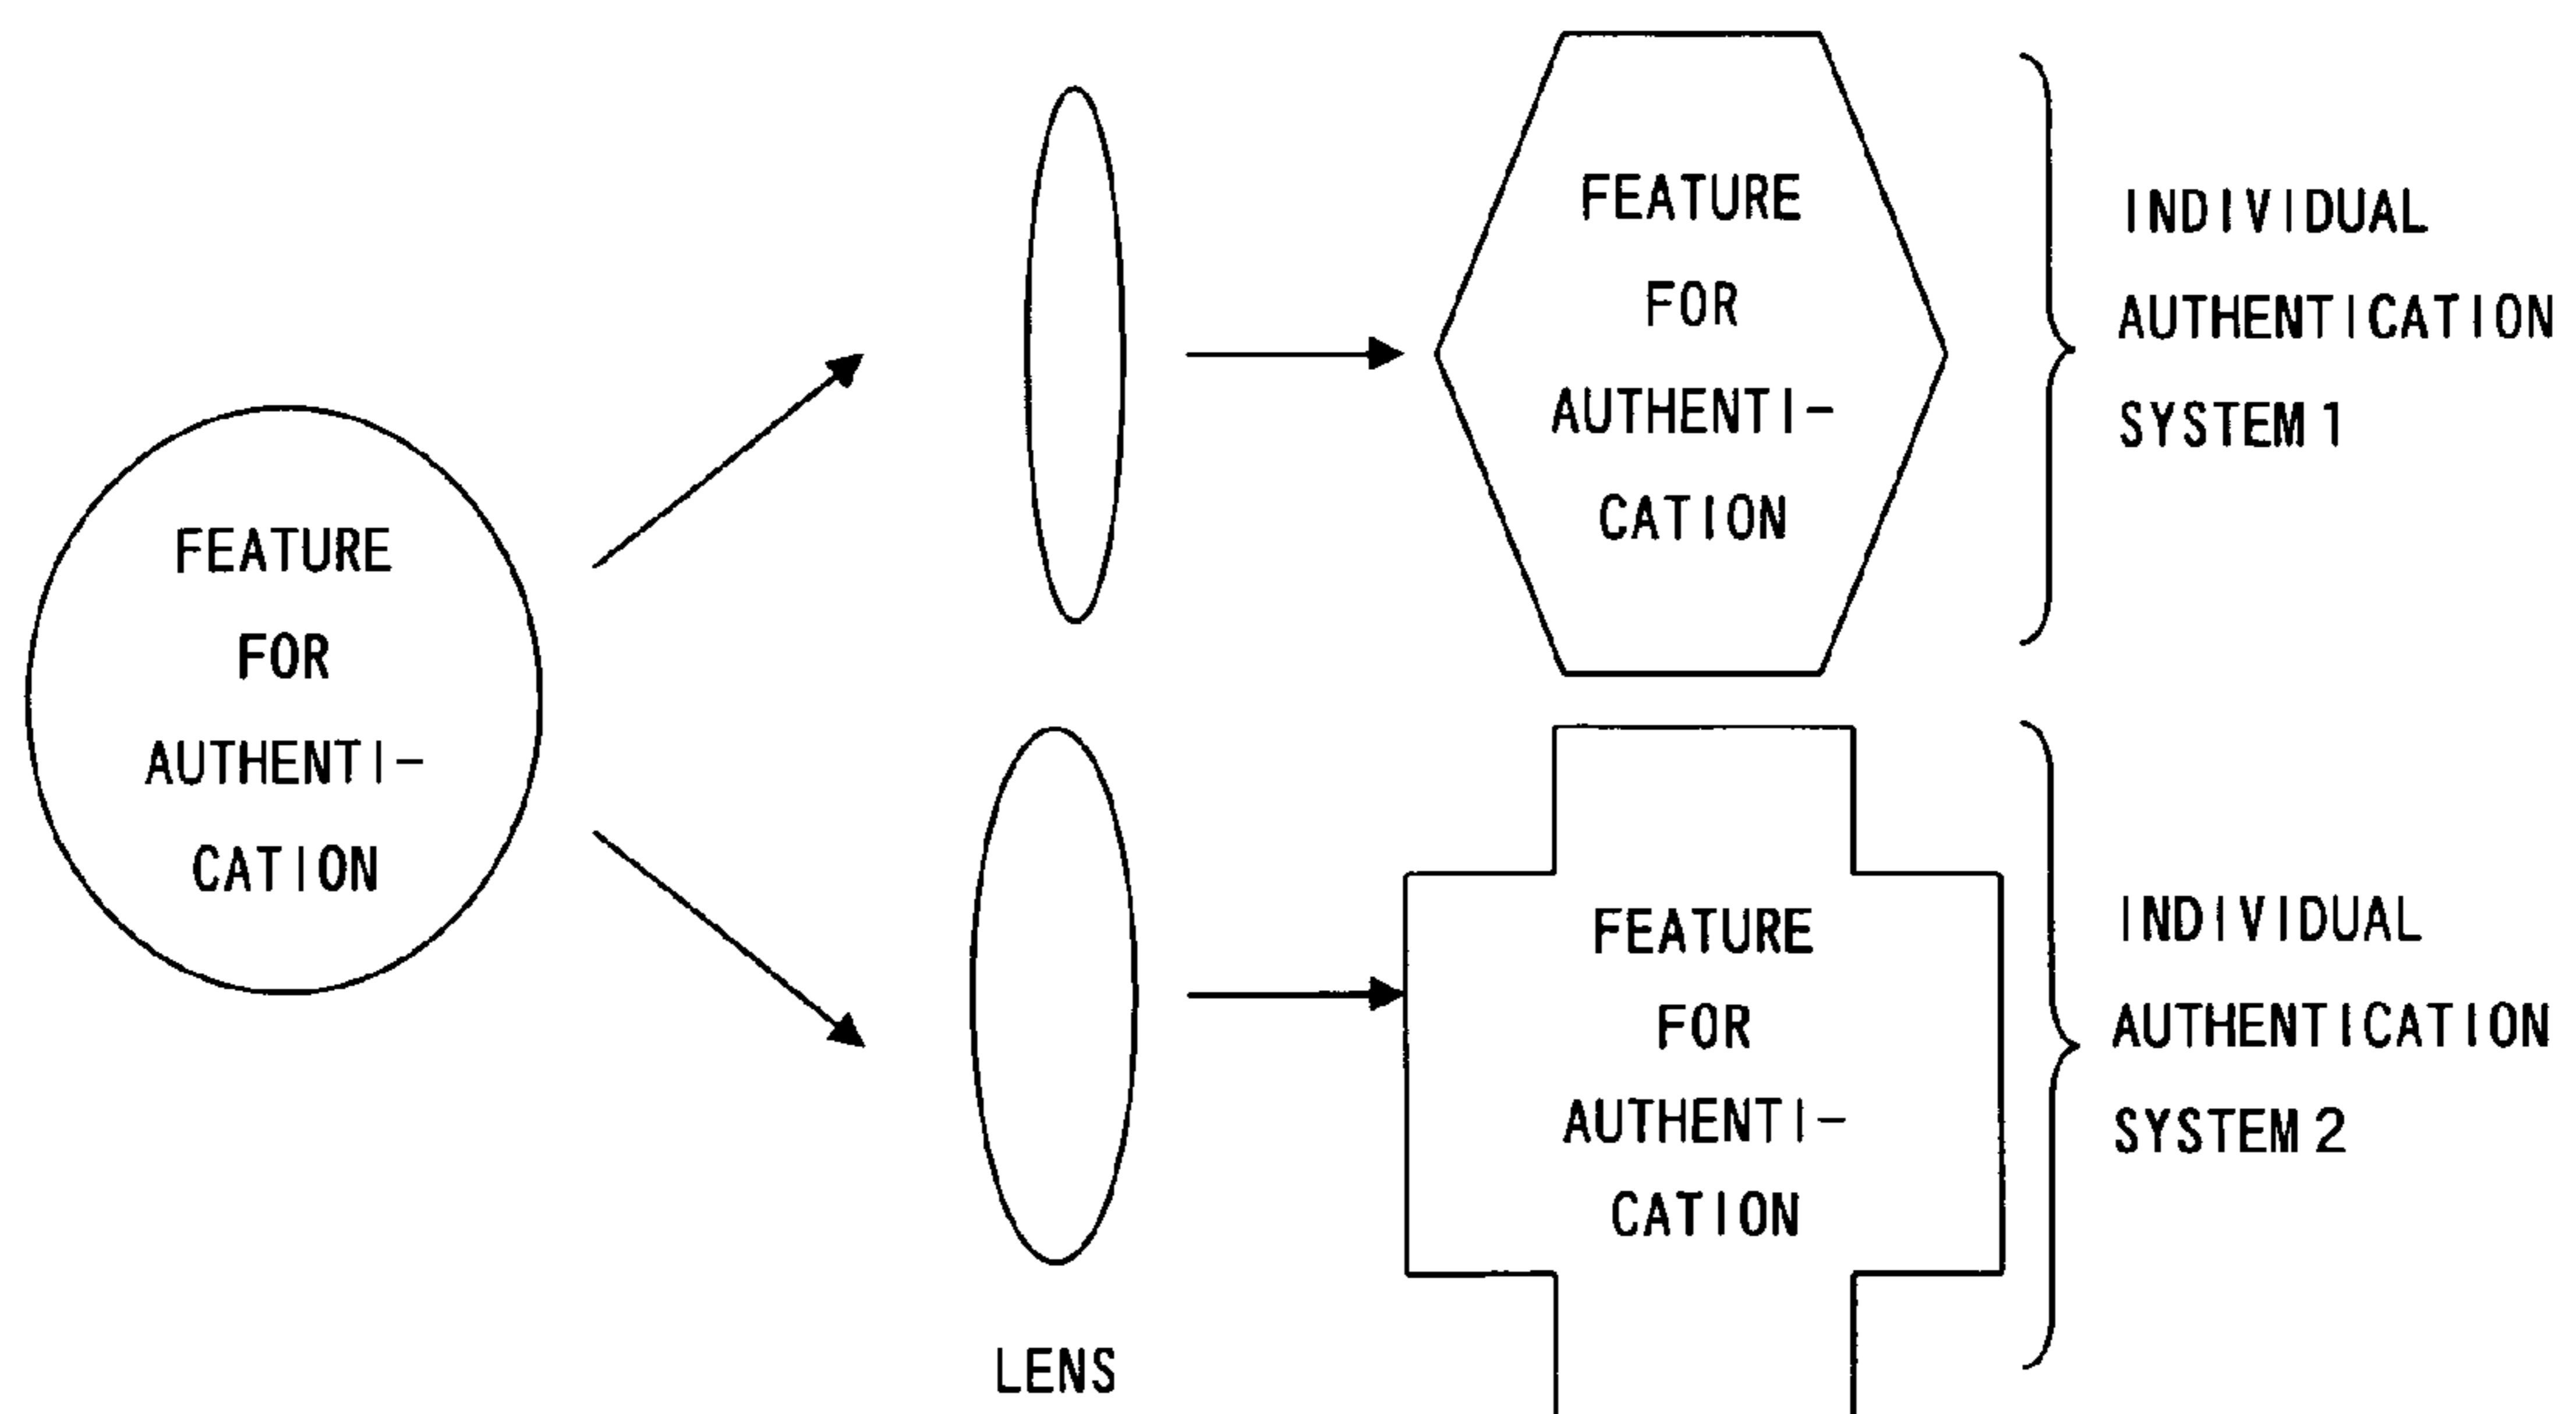 FEATURE
FOR
AUTHENTI-
CATION
FEATURE
FOR
AUTHENTI-
CATION
INDIVIDUAL
AUTHENTICATION
SYSTEM 1
FEATURE
FOR
AUTHENTI-
CATION
INDIVIDUAL
AUTHENTICATION
SYSTEM 2
LENS